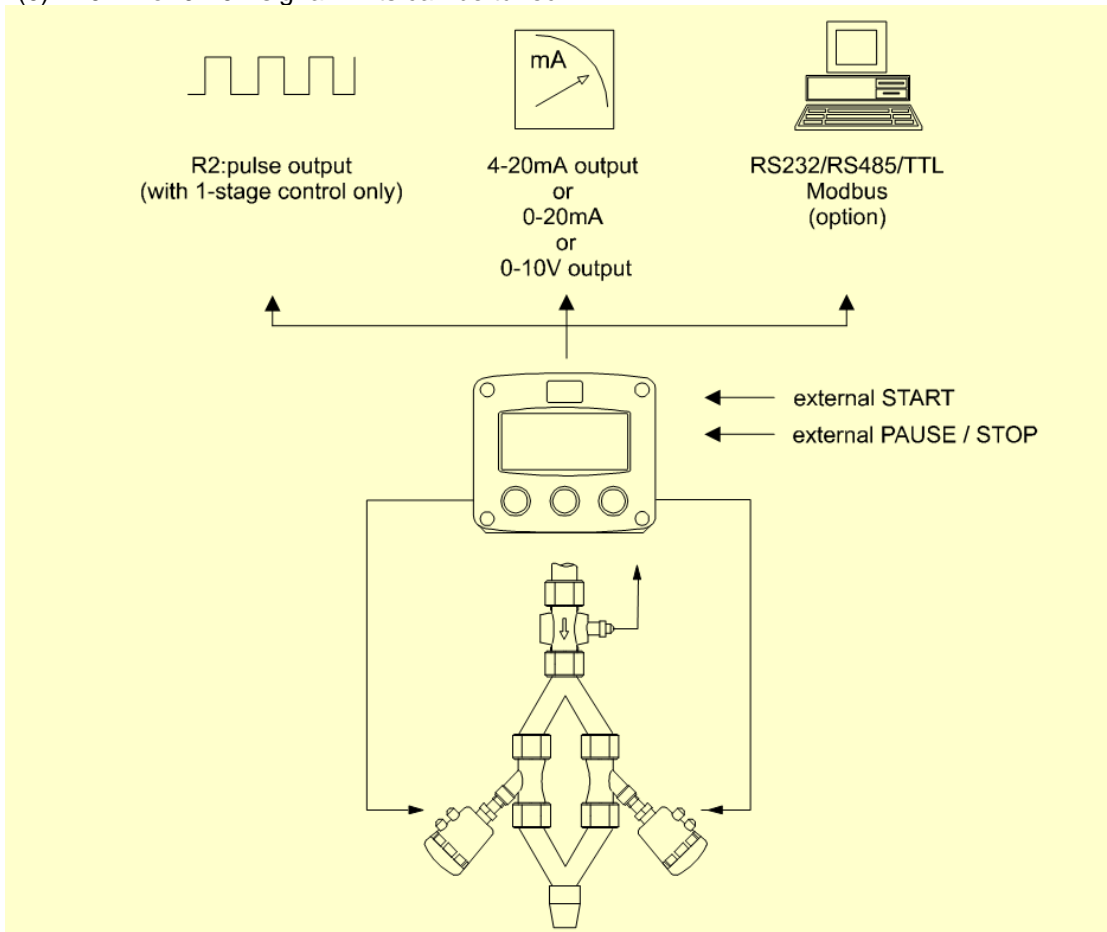 mA
R2:pulse output
(with 1-stage control only)
4-20mA output
or
0-20mA
or
0-10V output
RS232/RS485/TTL
Modbus
(option)
external START
external PAUSE / STOP